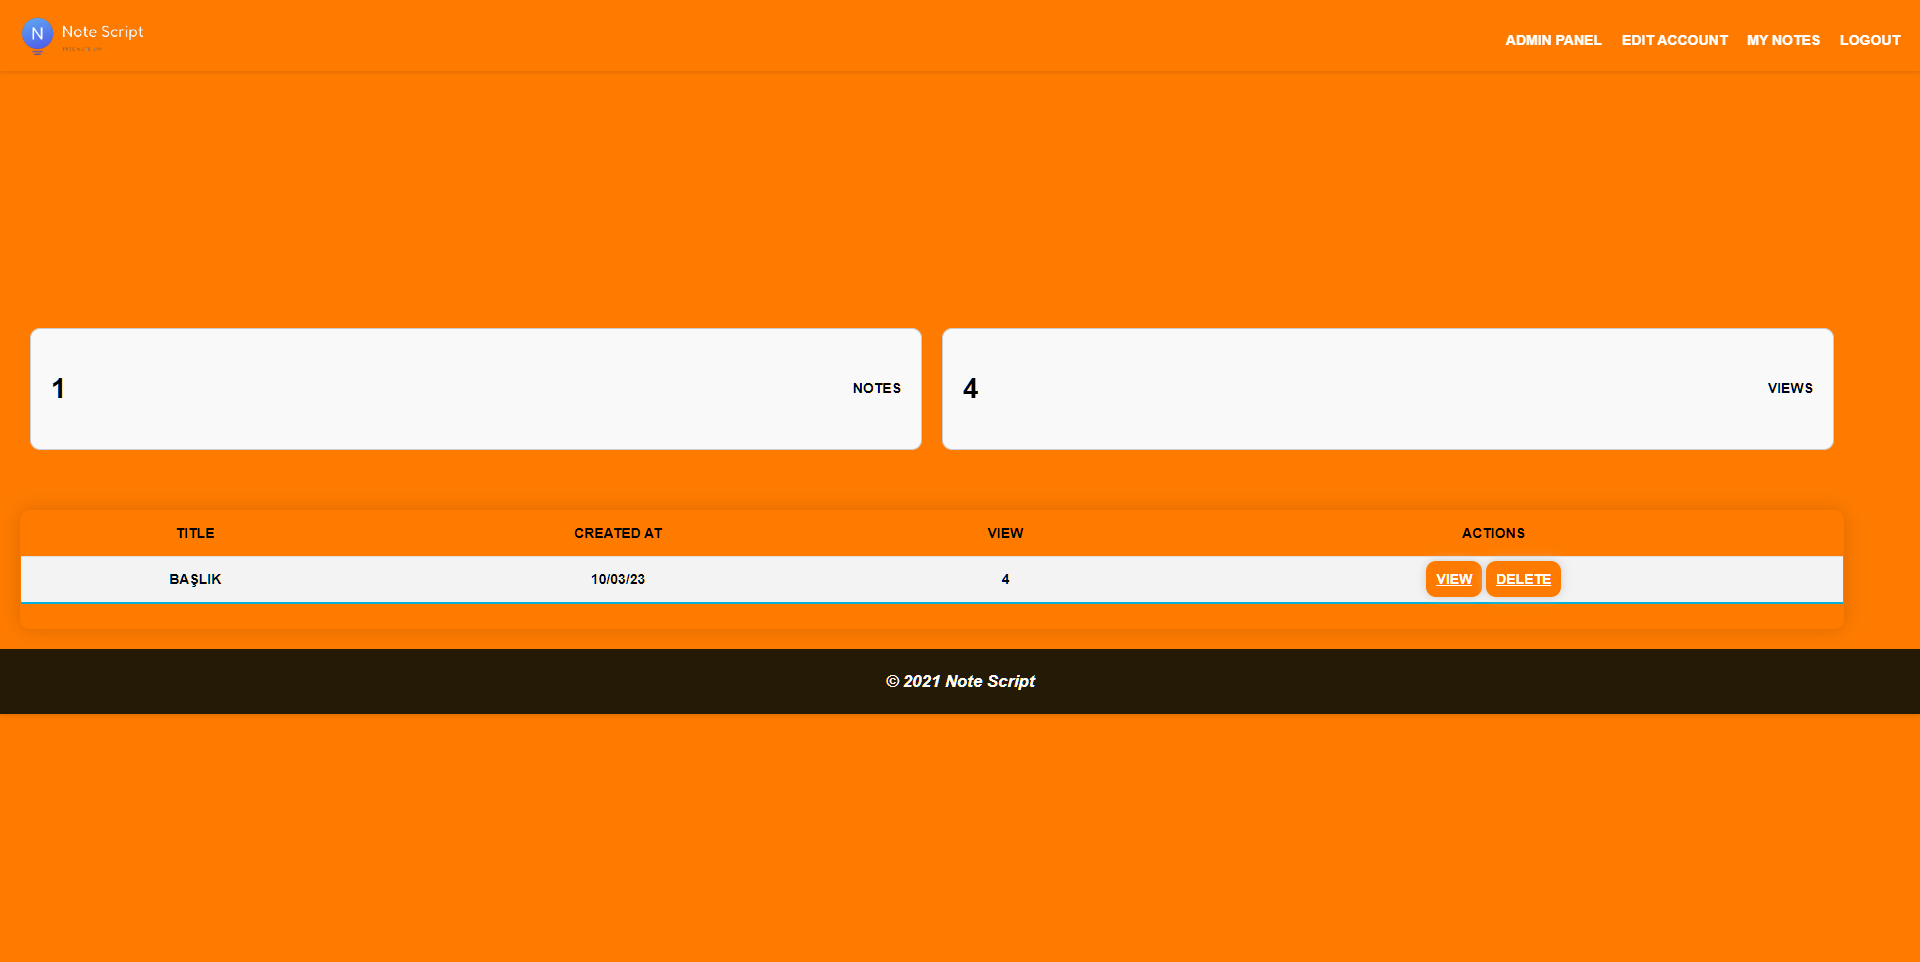 N Note Script
ADMIN PANEL EDIT ACCOUNT MY NOTES LOGOUT
1 NOTES
4 VIEWS
TITLE CREATED AT VIEW ACTIONS
BAŞLIK 10/03/23 4 VIEW DELETE
© 2021 Note Script